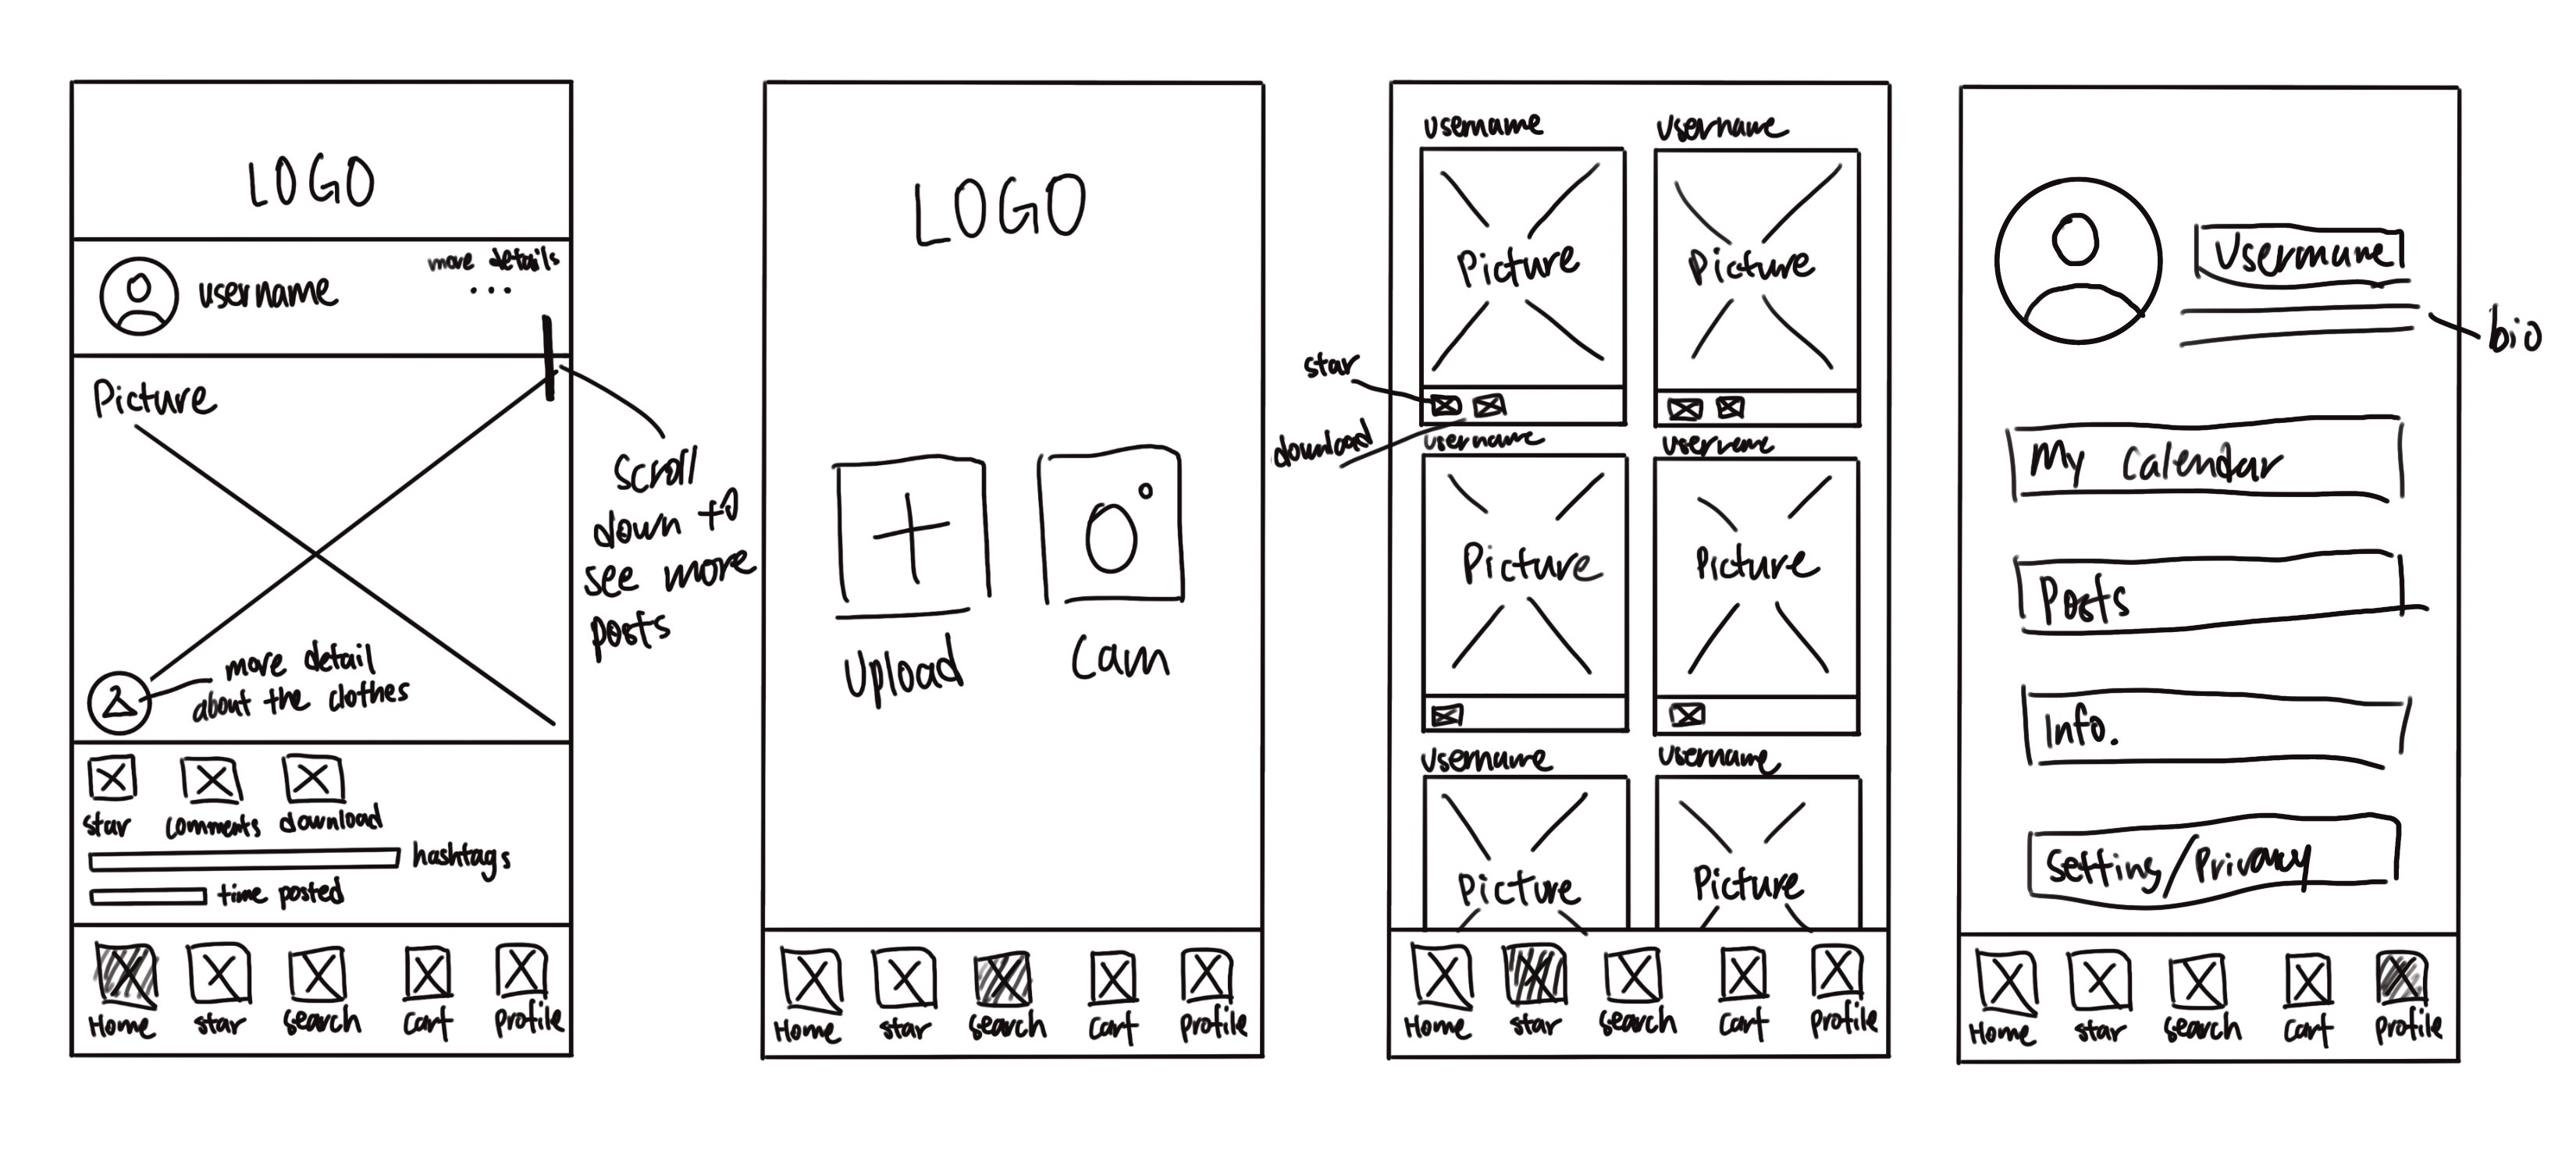 LOGO
username
more details
...
Picture
scroll
down to
see more
posts
more detail
about the clothes
star
comments
download
hashtags
time posted
Home
star
search
cart
Profile
LOGO
Upload
Cam
Home
star
search
cart
Profile
username
username
Picture
Picture
star
download
username
username
Picture
Picture
username
username
Picture
Picture
Home
star
search
cart
Profile
Username
bio
My Calendar
Posts
Info.
Setting/Privacy
Home
star
search
cart
Profile